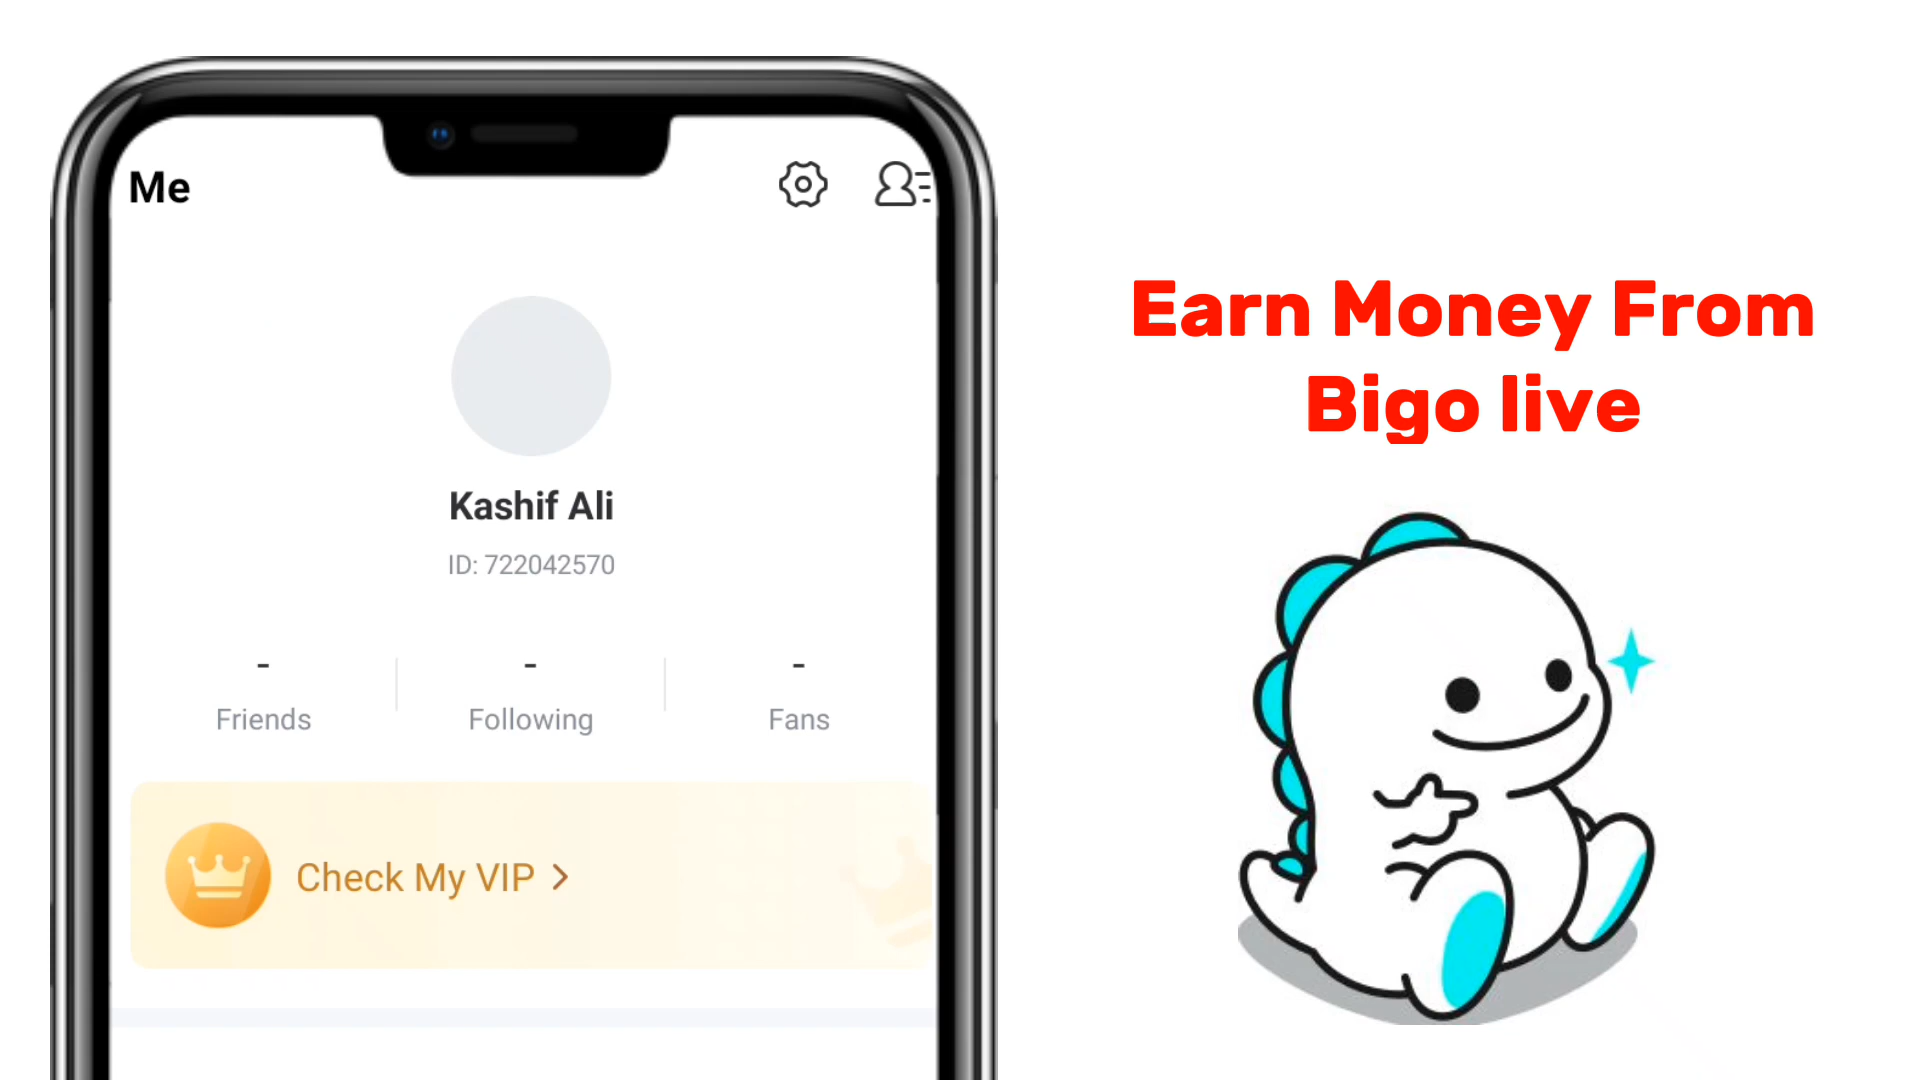 Me
Kashif Ali
ID: 722042570
- - -
Friends Following Fans
Check My VIP >
Earn Money From
Bigo live